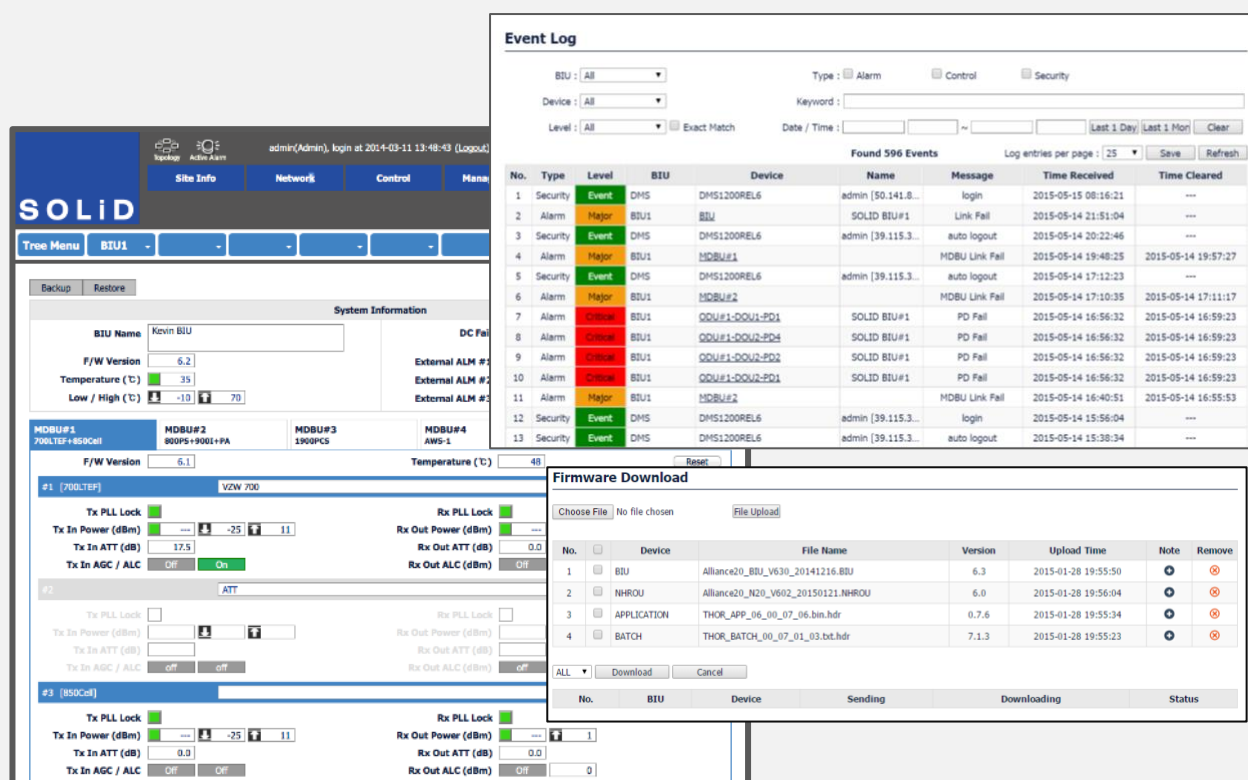 Event Log
BIU : All Type : Alarm Control Security
Device : All Keyword :
Level : All Exact Match Date / Time : ~ Last 1 Day Last 1 Mon Clear
Found 596 Events Log entries per page : 25 Save Refresh
No. Type Level BIU Device Name Message Time Received Time Cleared
1 Security Event DMS DMS1200REL6 admin [50.141.8... login 2015-05-15 08:16:21 ---
2 Alarm Major BIU1 BIU SOLID BIU#1 Link Fail 2015-05-14 21:51:04 ---
3 Security Event DMS DMS1200REL6 admin [39.115.3... auto logout 2015-05-14 20:22:46 ---
4 Alarm Major BIU1 MDBU#1 MDBU Link Fail 2015-05-14 19:48:25 2015-05-14 19:57:27
5 Security Event DMS DMS1200REL6 admin [39.115.3... auto logout 2015-05-14 17:12:23 ---
6 Alarm Major BIU1 MDBU#2 MDBU Link Fail 2015-05-14 17:10:35 2015-05-14 17:11:17
7 Alarm Critical BIU1 ODU#1-DOU1-PD1 SOLID BIU#1 PD Fail 2015-05-14 16:56:32 2015-05-14 16:59:23
8 Alarm Critical BIU1 ODU#1-DOU2-PD4 SOLID BIU#1 PD Fail 2015-05-14 16:56:32 2015-05-14 16:59:23
9 Alarm Critical BIU1 ODU#1-DOU2-PD2 SOLID BIU#1 PD Fail 2015-05-14 16:56:32 2015-05-14 16:59:23
10 Alarm Critical BIU1 ODU#1-DOU2-PD1 SOLID BIU#1 PD Fail 2015-05-14 16:56:32 2015-05-14 16:59:23
11 Alarm Major BIU1 MDBU#2 MDBU Link Fail 2015-05-14 16:40:51 2015-05-14 16:55:53
12 Security Event DMS DMS1200REL6 admin [39.115.3... login 2015-05-14 15:56:04 ---
13 Security Event DMS DMS1200REL6 admin [39.115.3... auto logout 2015-05-14 15:38:34 ---
SOLiD
Topology Active Alarm admin(Admin), login at 2014-03-11 13:48:43 (Logout)
Site Info Network Control Mana
Tree Menu BIU1
Backup Restore
System Information
BIU Name Kevin BIU DC Fai
F/W Version 6.2 External ALM #1
Temperature (℃) 35 External ALM #2
Low / High (℃) -10 70 External ALM #3
MDBU#1 MDBU#2 MDBU#3 MDBU#4
700LTEF+850Cell 800PS+900I+PA 1900PCS AWS-1
F/W Version 6.1 Temperature (℃) 48 Reset
#1 [700LTEF] VZW 700
Tx PLL Lock Rx PLL Lock
Tx In Power (dBm) --- -25 11 Rx Out Power (dBm) ---
Tx In ATT (dB) 17.5 Rx Out ATT (dB) 0.0
Tx In AGC / ALC Off On Rx Out ALC (dBm) Off
#2 ATT
Tx PLL Lock Rx PLL Lock
Tx In Power (dBm) Rx Out Power (dBm)
Tx In ATT (dB) Rx Out ATT (dB)
Tx In AGC / ALC off off Rx Out ALC (dBm) off
#3 [850Cell]
Tx PLL Lock Rx PLL Lock
Tx In Power (dBm) --- -25 11 Rx Out Power (dBm) --- 1
Tx In ATT (dB) 0.0 Rx Out ATT (dB) 0.0
Tx In AGC / ALC Off Off Rx Out ALC (dBm) Off 0
Firmware Download
Choose File No file chosen File Upload
No. Device File Name Version Upload Time Note Remove
1 BIU Alliance20_BIU_V630_20141216.BIU 6.3 2015-01-28 19:55:50
2 NHROU Alliance20_N20_V602_20150121.NHROU 6.0 2015-01-28 19:56:04
3 APPLICATION THOR_APP_06_00_07_06.bin.hdr 0.7.6 2015-01-28 19:55:34
4 BATCH THOR_BATCH_00_07_01_03.txt.hdr 7.1.3 2015-01-28 19:55:23
ALL Download Cancel
No. BIU Device Sending Downloading Status